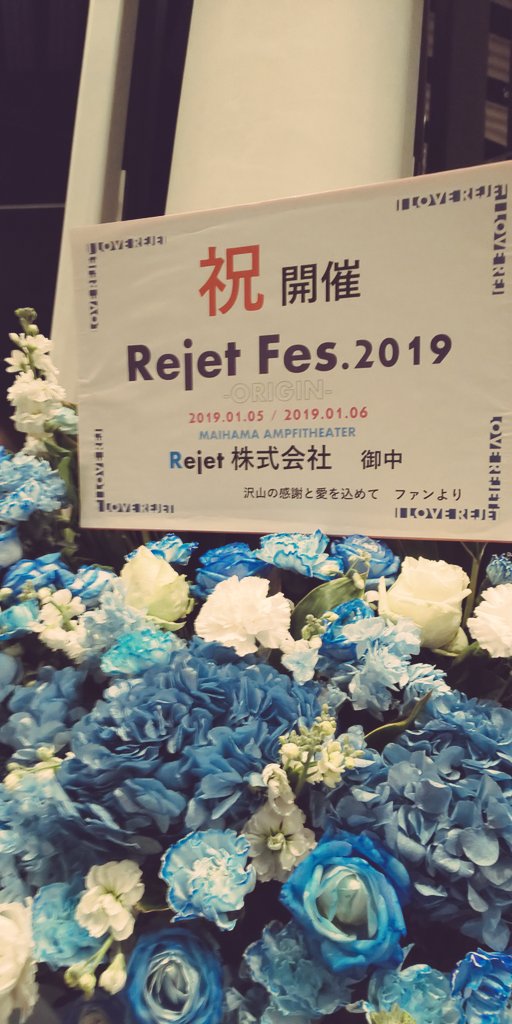 I LOVE REJET
I LOVE REJET
祝 開催
Rejet Fes.2019
-ORIGIN-
2019.01.05 / 2019.01.06
MAIHAMA AMPFITHEATER
Rejet 株式会社 御中
沢山の感謝と愛を込めて ファンより
I LOVE REJET
I LOVE REJET